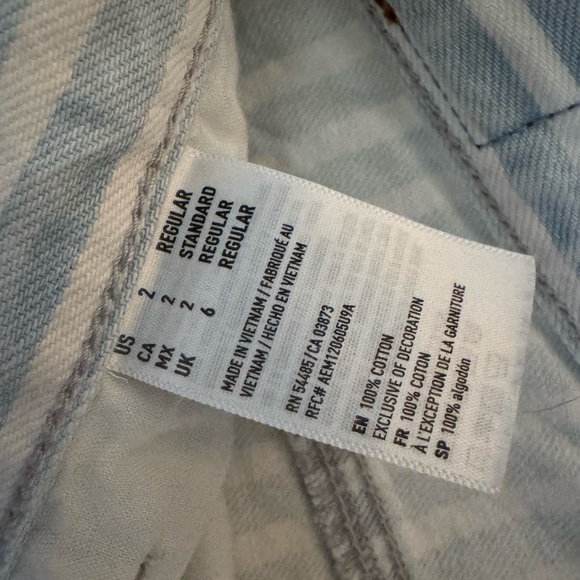 US 2 REGULAR
CA 2 STANDARD
MX 2 REGULAR
UK 6 REGULAR
MADE IN VIETNAM / FABRIQUÉ AU
VIETNAM / HECHO EN VIETNAM
RN 54485 / CA 03873
RFC# AEM120605U9A
EN 100% COTTON
EXCLUSIVE OF DECORATION
FR 100% COTON
À L'EXCEPTION DE LA GARNITURE
SP 100% algodón